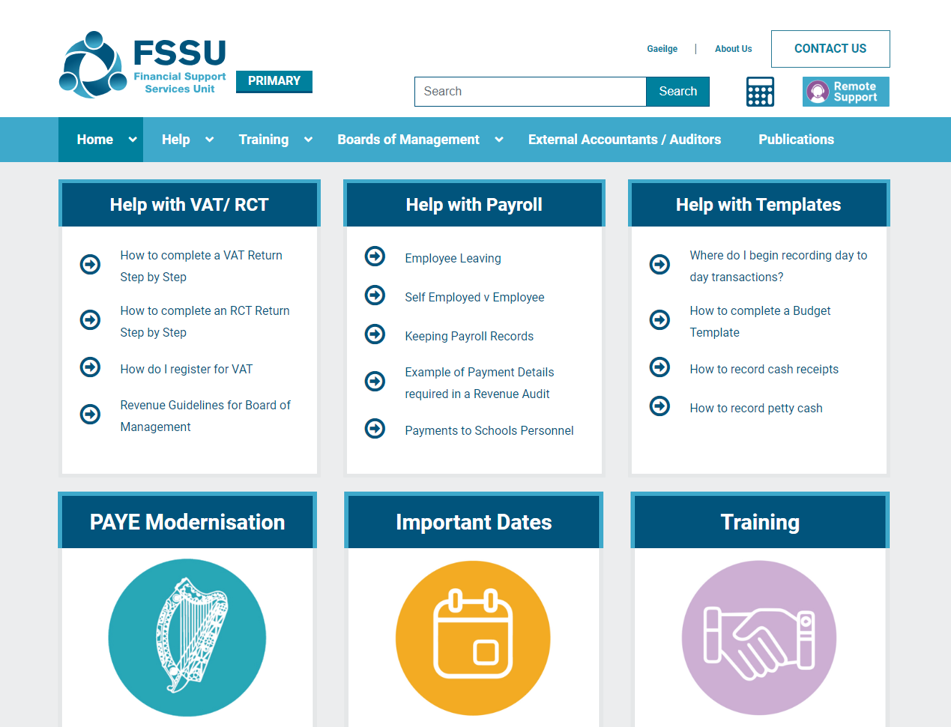 FSSU
Financial Support
Services Unit
PRIMARY
Gaeilge | About Us
CONTACT US
Search
Search
Remote
Support
Home
Help
Training
Boards of Management
External Accountants / Auditors
Publications
Help with VAT/ RCT
How to complete a VAT Return
Step by Step
How to complete an RCT Return
Step by Step
How do I register for VAT
Revenue Guidelines for Board of
Management
Help with Payroll
Employee Leaving
Self Employed v Employee
Keeping Payroll Records
Example of Payment Details
required in a Revenue Audit
Payments to Schools Personnel
Help with Templates
Where do I begin recording day to
day transactions?
How to complete a Budget
Template
How to record cash receipts
How to record petty cash
PAYE Modernisation
Important Dates
Training